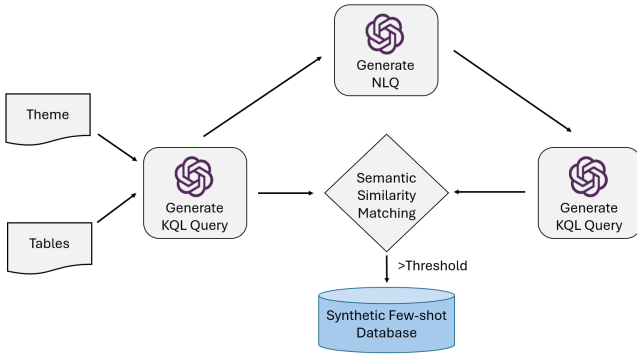 Generate
NLQ
Theme
Generate
KQL Query
Semantic
Similarity
Matching
Generate
KQL Query
Tables
>Threshold
Synthetic Few-shot
Database